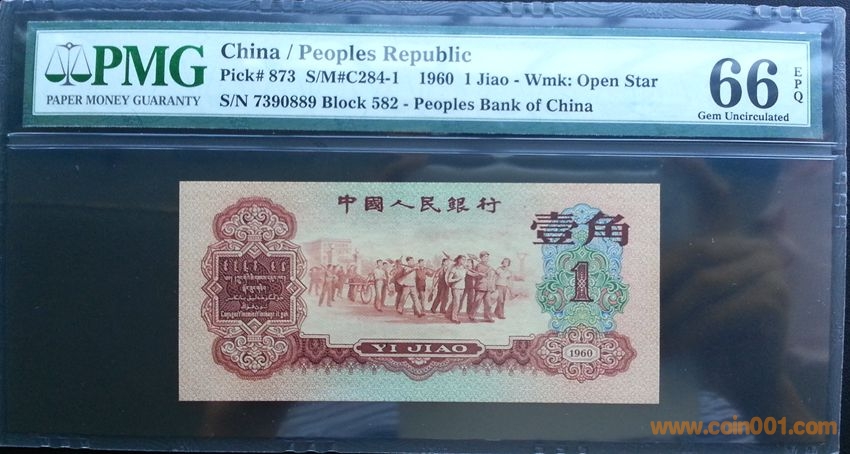 PMG
PAPER MONEY GUARANTY
China / Peoples Republic
Pick# 873 S/M#C284-1 1960 1 Jiao - Wmk: Open Star
S/N 7390889 Block 582 - Peoples Bank of China
66 EPQ
Gem Uncirculated
中國人民銀行
壹角
1
YI JIAO
1960
www.coin001.com